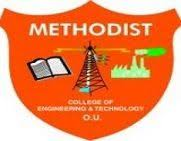 METHODIST
COLLEGE OF
ENGINEERING & TECHNOLOGY
O.U.